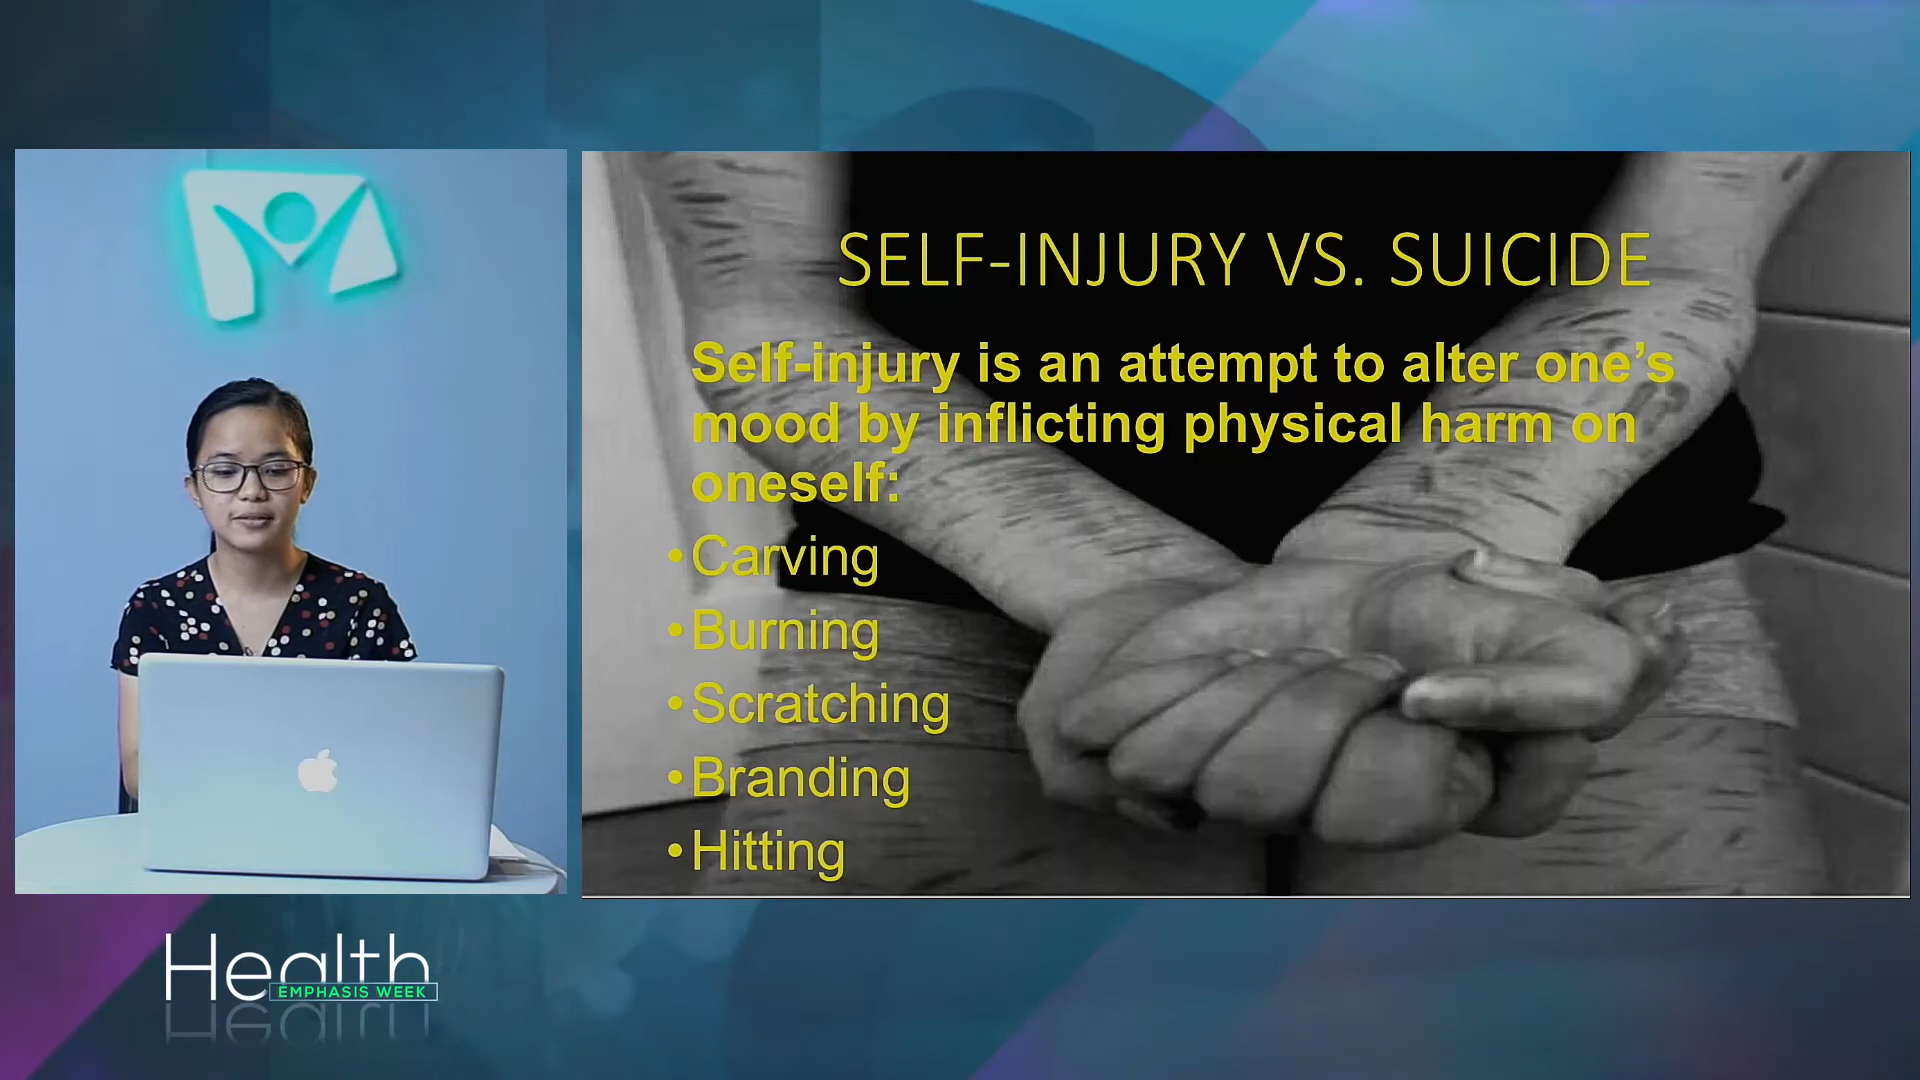 SELF-INJURY VS. SUICIDE
Self-injury is an attempt to alter one’s
mood by inflicting physical harm on
oneself:
•Carving
•Burning
•Scratching
•Branding
•Hitting
Health
EMPHASIS WEEK